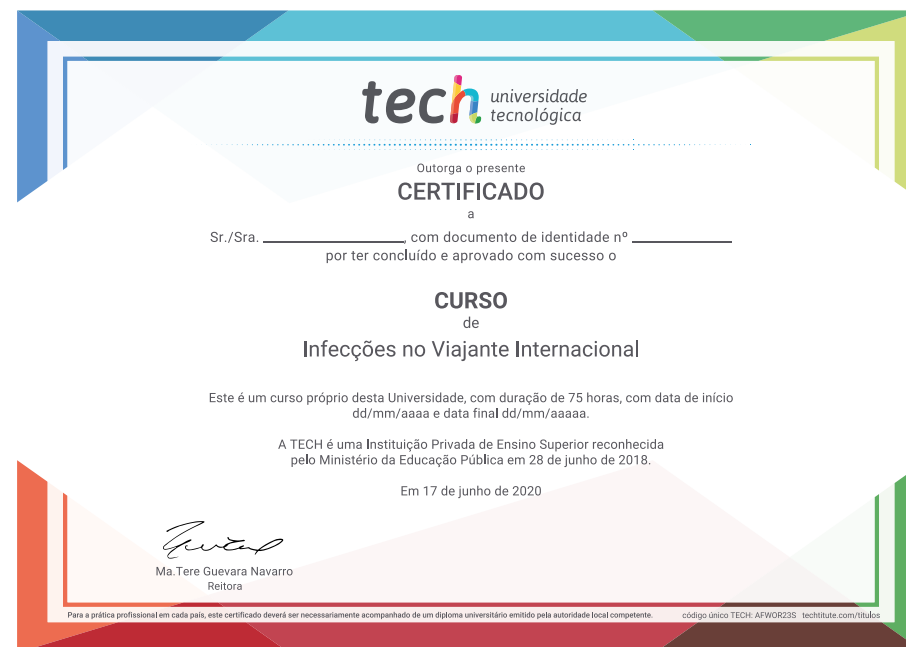 tech universidade
tecnológica
Outorga o presente
CERTIFICADO
a
Sr./Sra. ____________, com documento de identidade nº ____________
por ter concluído e aprovado com sucesso o
CURSO
de
Infecções no Viajante Internacional
Este é um curso próprio desta Universidade, com duração de 75 horas, com data de início
dd/mm/aaaa e data final dd/mm/aaaaa.
A TECH é uma Instituição Privada de Ensino Superior reconhecida
pelo Ministério da Educação Pública em 28 de junho de 2018.
Em 17 de junho de 2020
Ma.Tere Guevara Navarro
Reitora
Para a prática profissional em cada pais, este certificado deverá ser necessariamente acompanhado de um diploma universitário emitido pela autoridade local competente. código único TECH: AFWOR23S techtitute.com/titulos